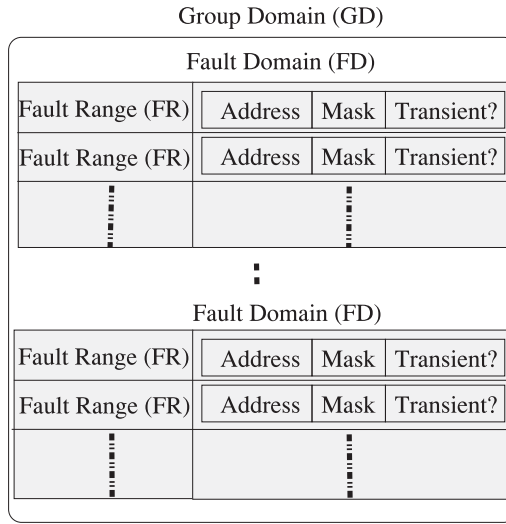 Group Domain (GD)
Fault Domain (FD)
Fault Range (FR) Address Mask Transient?
Fault Range (FR) Address Mask Transient?
Fault Domain (FD)
Fault Range (FR) Address Mask Transient?
Fault Range (FR) Address Mask Transient?